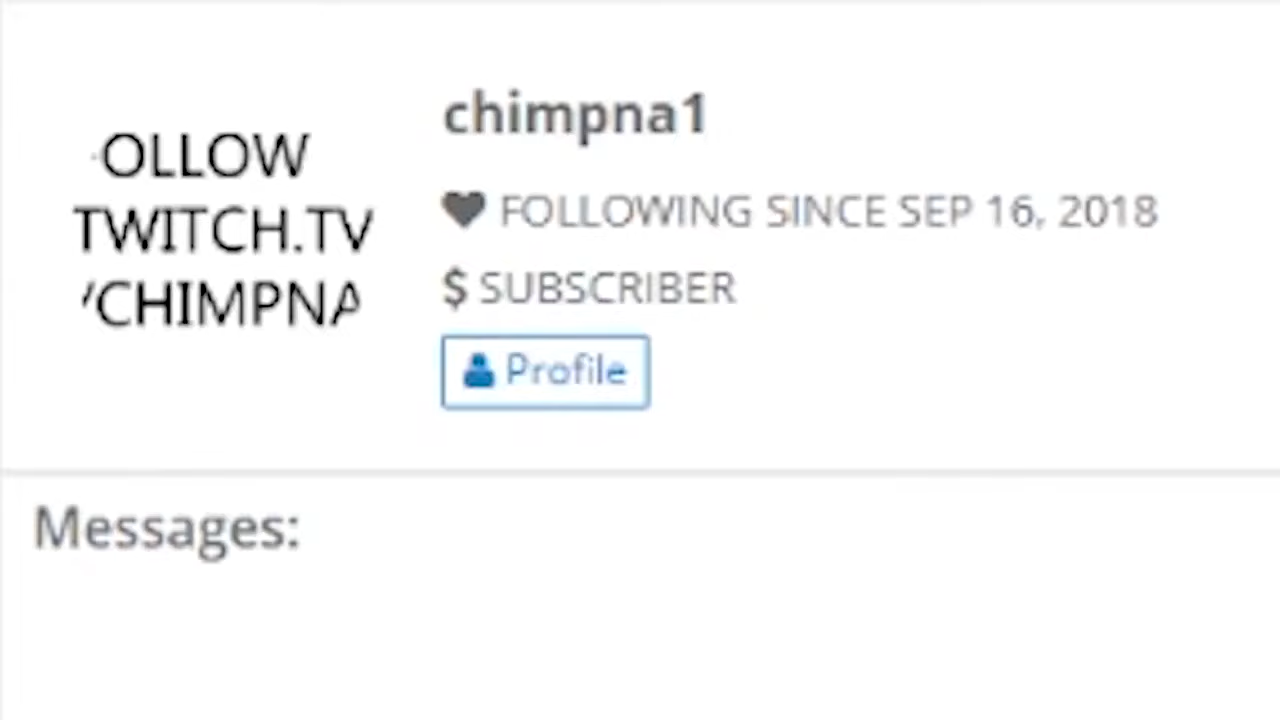 OLLOW
TWITCH.TV
/CHIMPNA
chimpna1
FOLLOWING SINCE SEP 16, 2018
$ SUBSCRIBER
Profile
Messages: